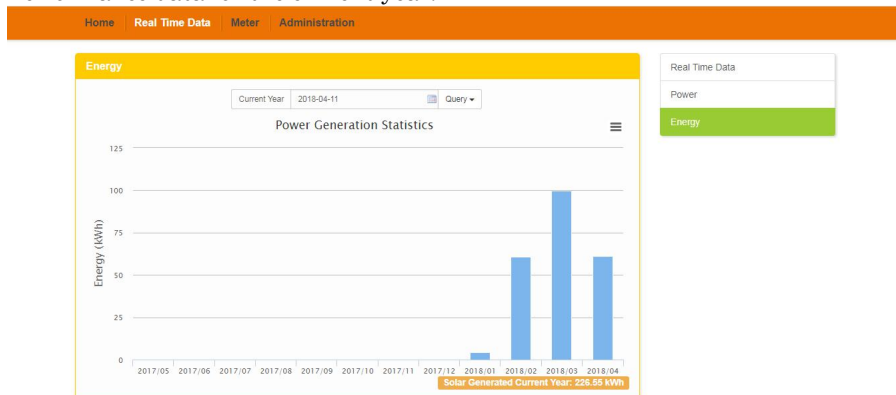 Home Real Time Data Meter Administration
Energy
Real Time Data
Power
Energy
Current Year 2018-04-11 Query
Power Generation Statistics
125
100
75
50
25
0
Energy (kWh)
2017/05 2017/06 2017/07 2017/08 2017/09 2017/10 2017/11 2017/12 2018/01 2018/02 2018/03 2018/04
Solar Generated Current Year: 226.55 kWh